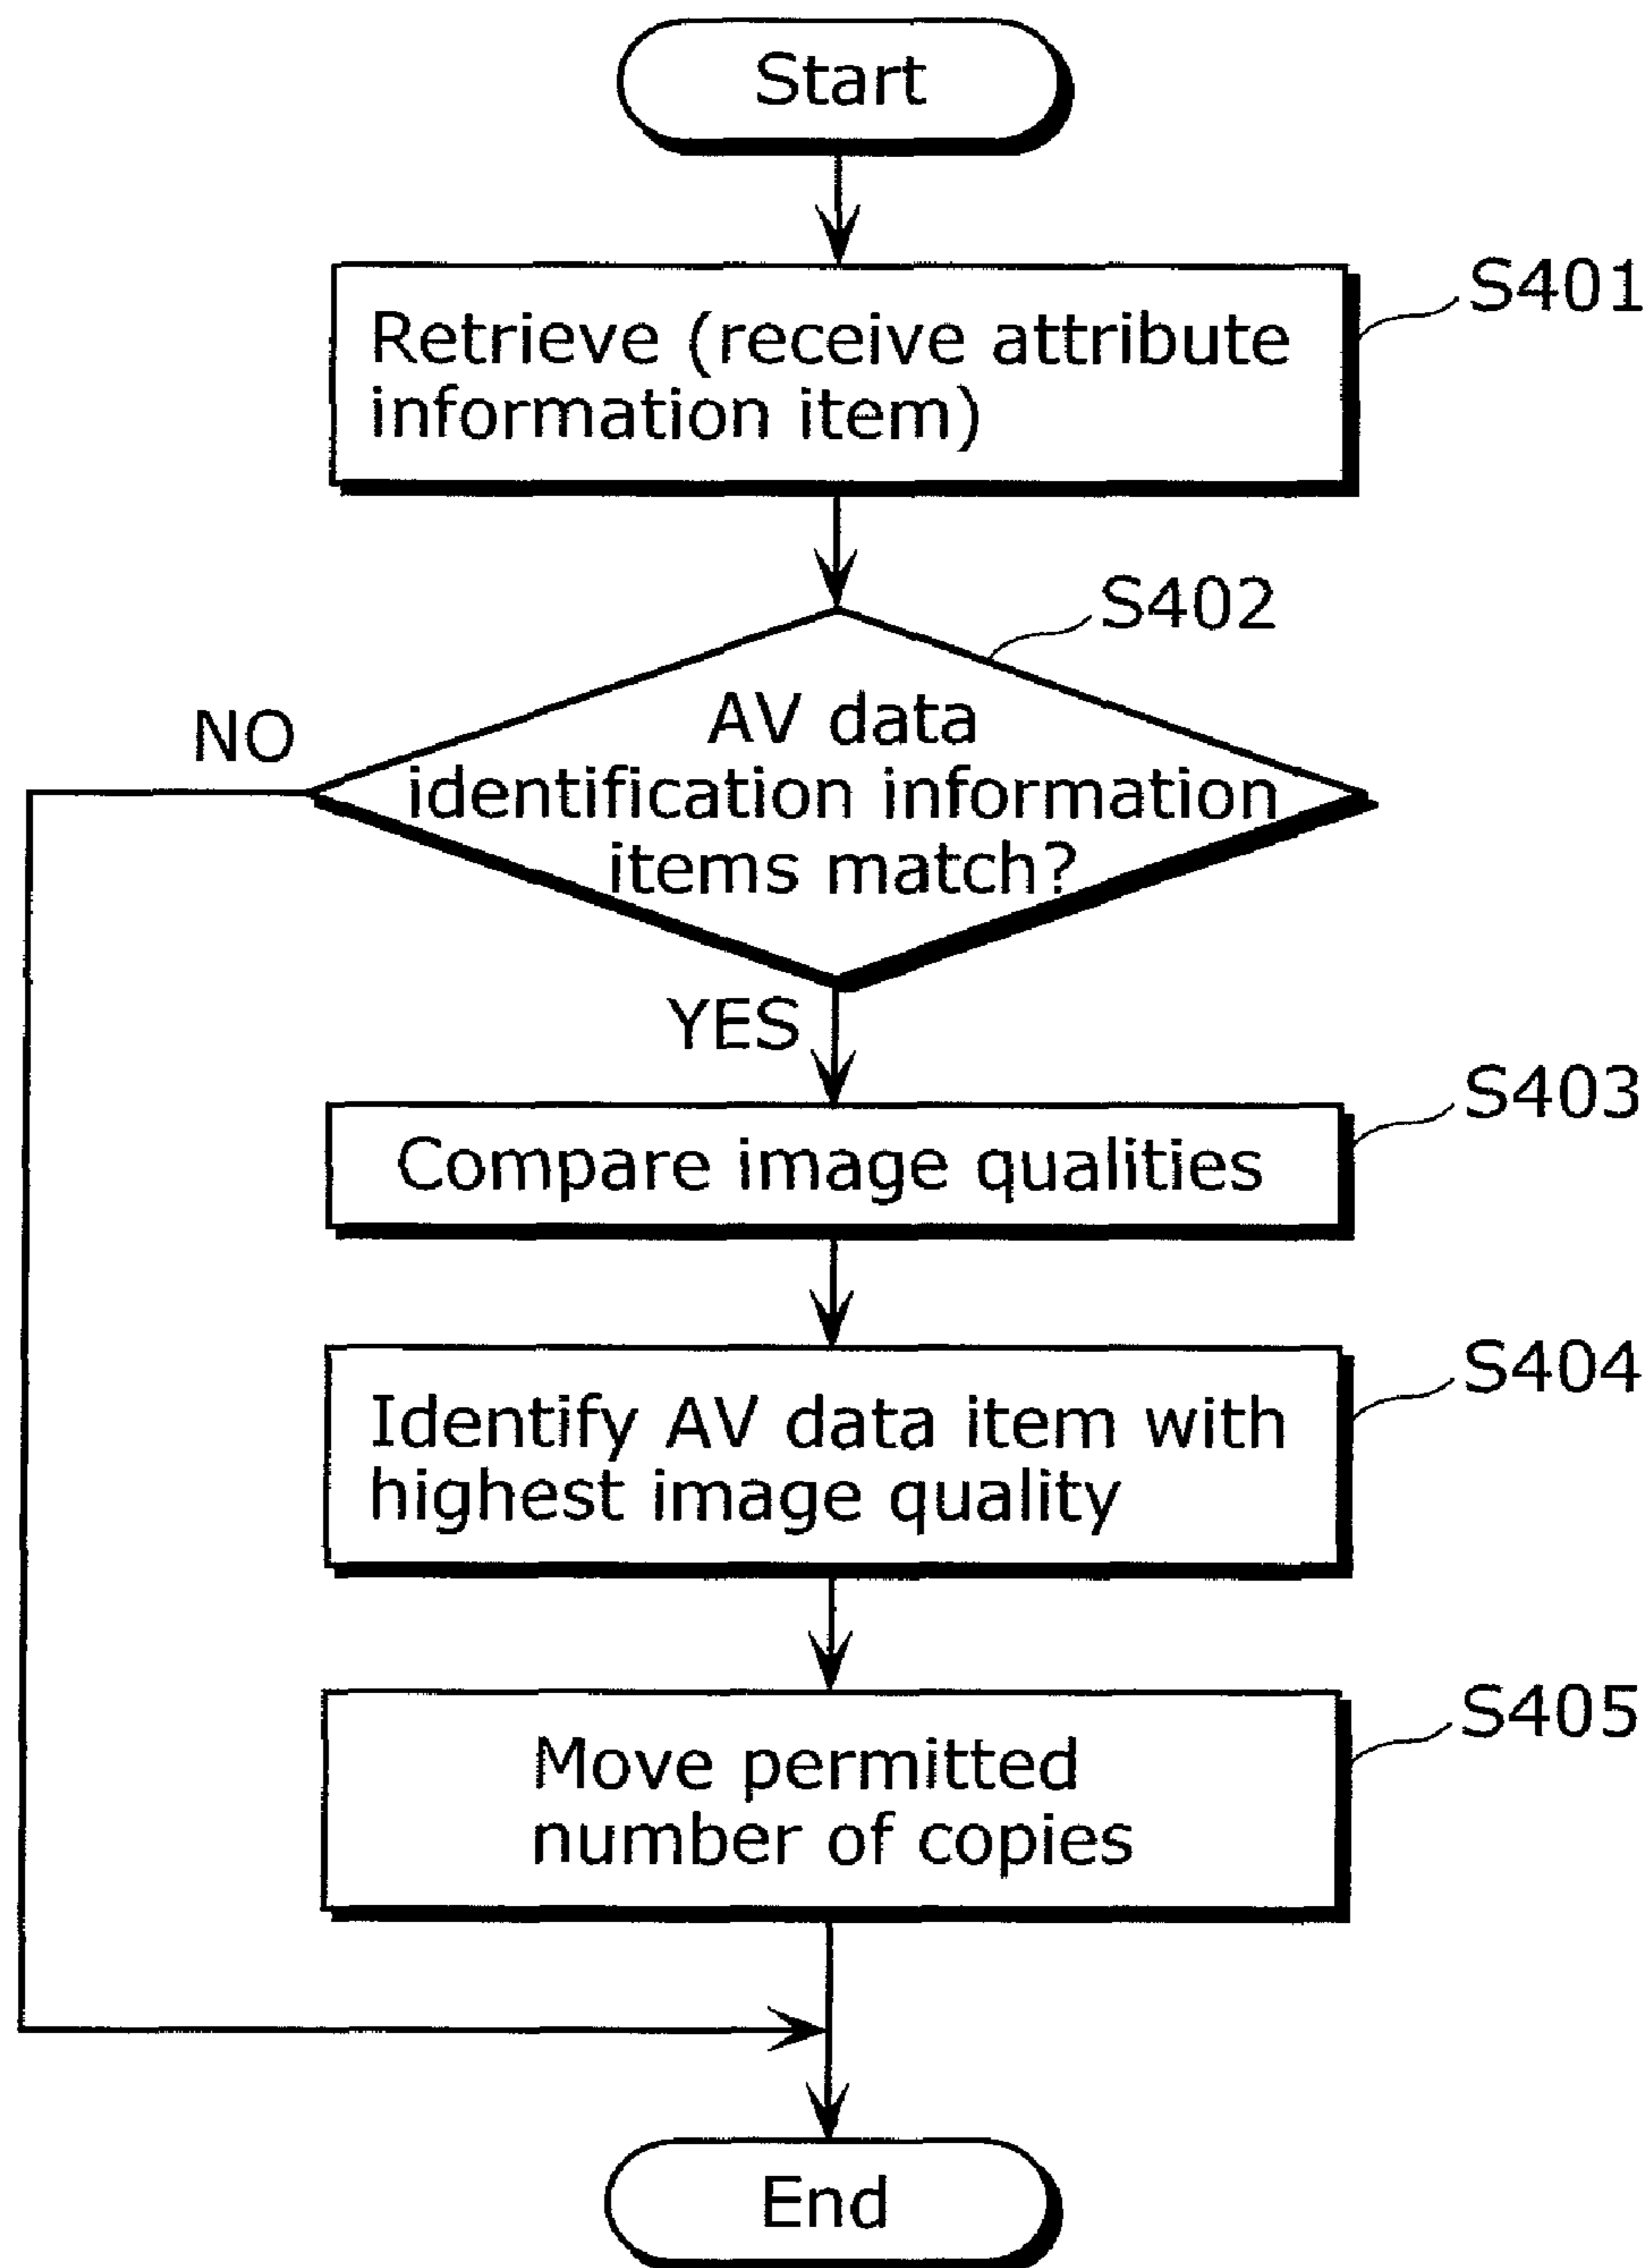 Start
S401
Retrieve (receive attribute
information item)
S402
NO
AV data
identification information
items match?
YES
S403
Compare image qualities
S404
Identify AV data item with
highest image quality
S405
Move permitted
number of copies
End